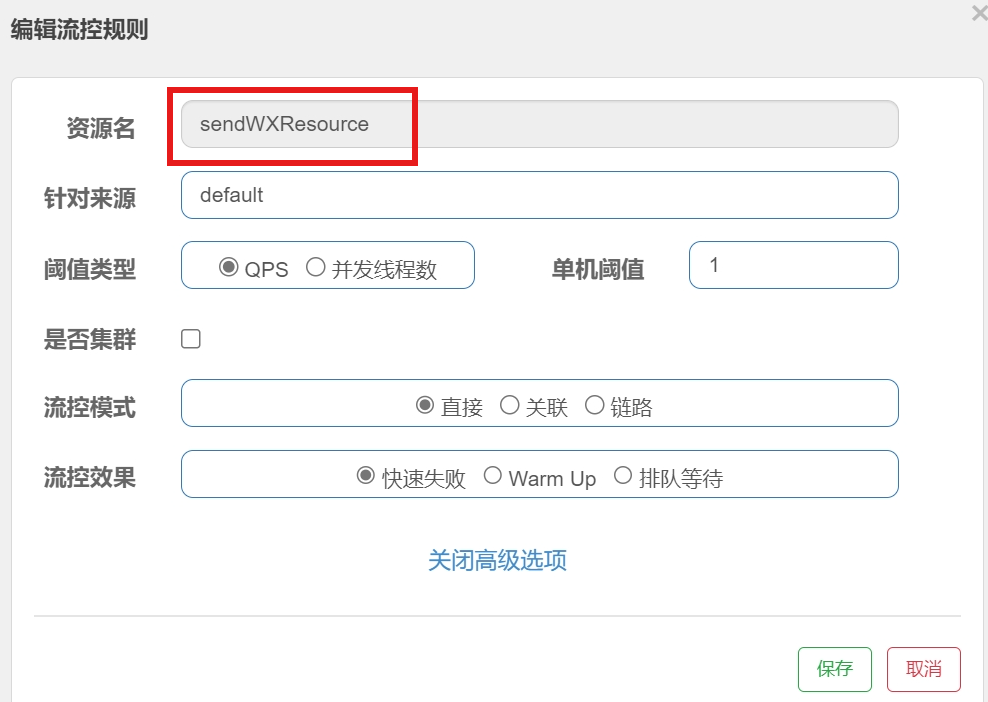 编辑流控规则
×
资源名 sendWXResource
针对来源 default
阈值类型 QPS 并发线程数 单机阈值 1
是否集群
流控模式 直接 关联 链路
流控效果 快速失败 Warm Up 排队等待
关闭高级选项
保存 取消